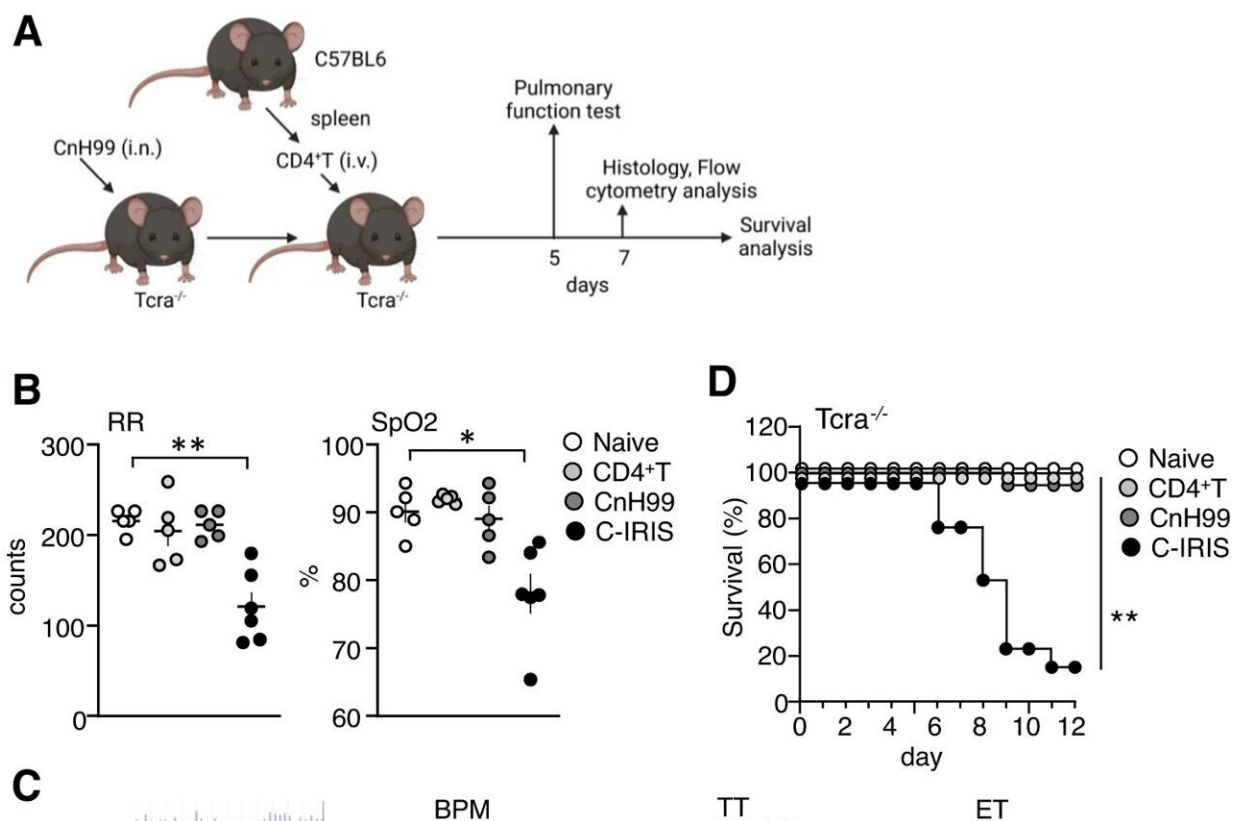 A
C57BL6
spleen
CnH99 (i.n.)
CD4⁺T (i.v.)
Tcra⁻/⁻
Tcra⁻/⁻
Pulmonary
function test
Histology, Flow
cytometry analysis
Survival
analysis
5
7
days
B
RR
**
300
200
100
0
counts
SpO2
*
100
90
80
70
60
%
Naive
CD4⁺T
CnH99
C-IRIS
D
Tcra⁻/⁻
120
100
80
60
40
20
0
Survival (%)
0 2 4 6 8 10 12
day
Naive
CD4⁺T
CnH99
C-IRIS
**
C
BPM
TT
ET